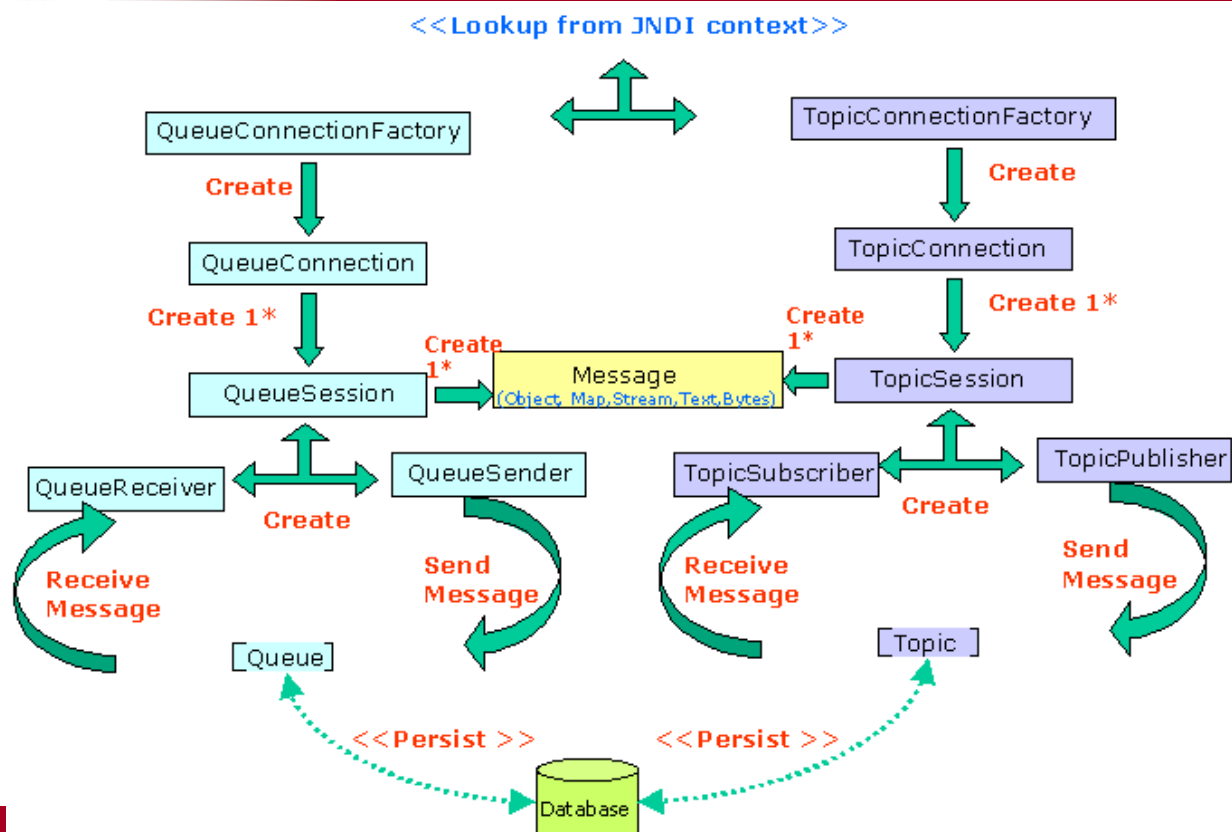 <<Lookup from JNDI context>>
QueueConnectionFactory
TopicConnectionFactory
Create
Create
QueueConnection
TopicConnection
Create 1*
Create 1*
Create
1*
Create
1*
QueueSession
Message
(Object, Map,Stream,Text,Bytes)
TopicSession
QueueReceiver
QueueSender
TopicSubscriber
TopicPublisher
Create
Create
Receive
Message
Send
Message
Receive
Message
Send
Message
[Queue]
[Topic ]
<<Persist >>
<<Persist >>
Database